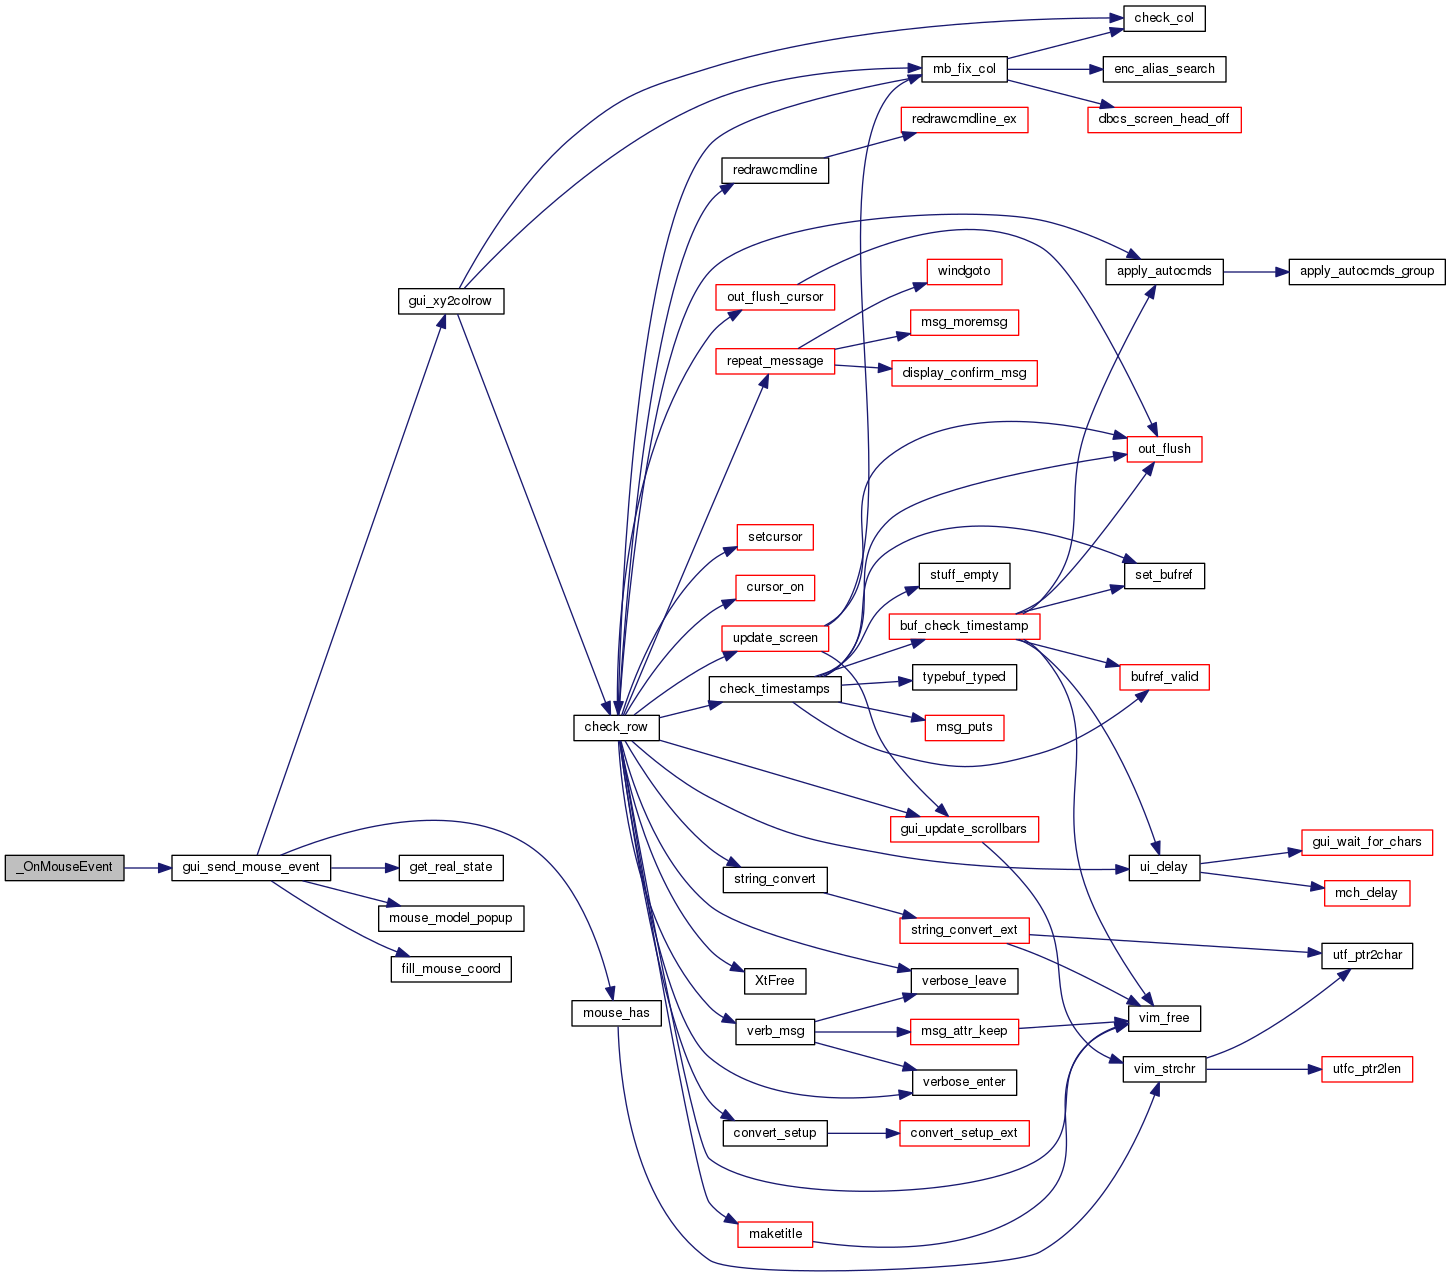 check_col
mb_fix_col
enc_alias_search
redrawcmdline_ex
dbcs_screen_head_off
redrawcmdline
windgoto
apply_autocmds
apply_autocmds_group
gui_xy2colrow
out_flush_cursor
msg_moremsg
repeat_message
display_confirm_msg
out_flush
setcursor
stuff_empty
set_bufref
cursor_on
buf_check_timestamp
update_screen
typebuf_typed
bufref_valid
check_timestamps
msg_puts
check_row
gui_update_scrollbars
gui_wait_for_chars
_OnMouseEvent
gui_send_mouse_event
get_real_state
ui_delay
string_convert
mch_delay
mouse_model_popup
string_convert_ext
utf_ptr2char
fill_mouse_coord
XtFree
verbose_leave
mouse_has
verb_msg
msg_attr_keep
vim_free
vim_strchr
utfc_ptr2len
verbose_enter
convert_setup
convert_setup_ext
maketitle